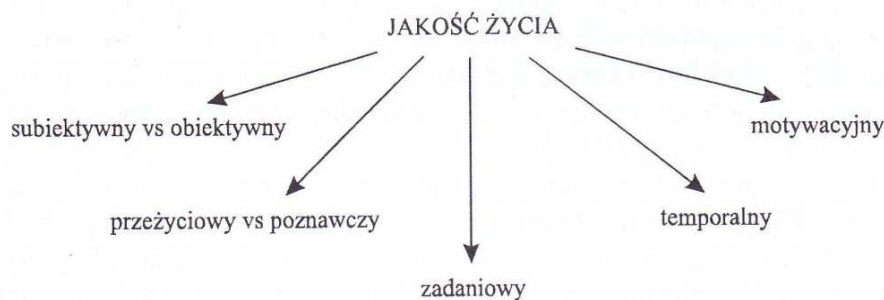 JAKOŚĆ ŻYCIA
subiektywny vs obiektywny
motywacyjny
przeżyciowy vs poznawczy
temporalny
zadaniowy